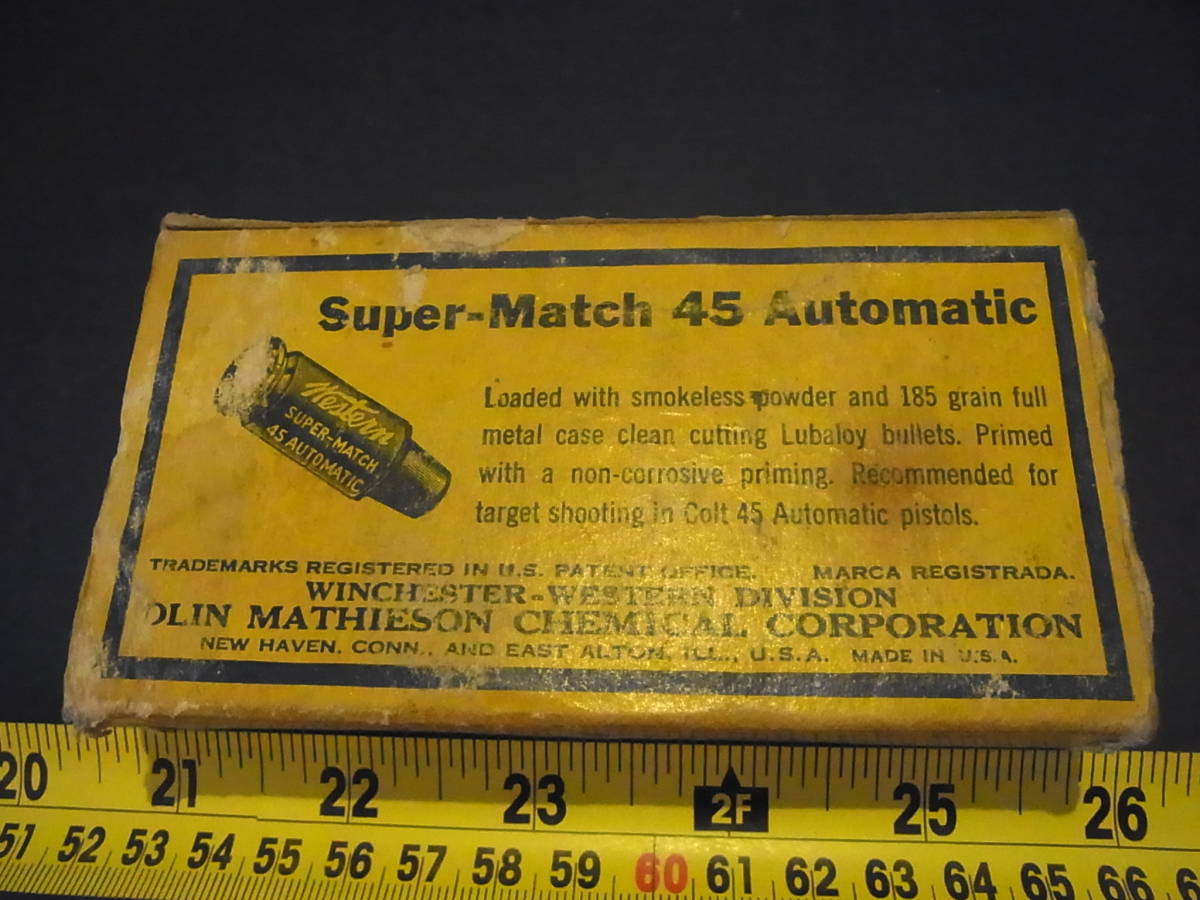 Super-Match 45 Automatic
Western
SUPER-MATCH
45 AUTOMATIC
Loaded with smokeless powder and 185 grain full
metal case clean cutting Lubaloy bullets. Primed
with a non-corrosive priming. Recommended for
target shooting in Colt 45 Automatic pistols.
TRADEMARKS REGISTERED IN U.S. PATENT OFFICE. MARCA REGISTRADA.
WINCHESTER-WESTERN DIVISION
OLIN MATHIESON CHEMICAL CORPORATION
NEW HAVEN, CONN., AND EAST ALTON, ILL., U.S.A. MADE IN U.S.A.
20 21 22 23 2F 25 26
51 52 53 54 55 56 57 58 59 60 61 62 63 64 65 66